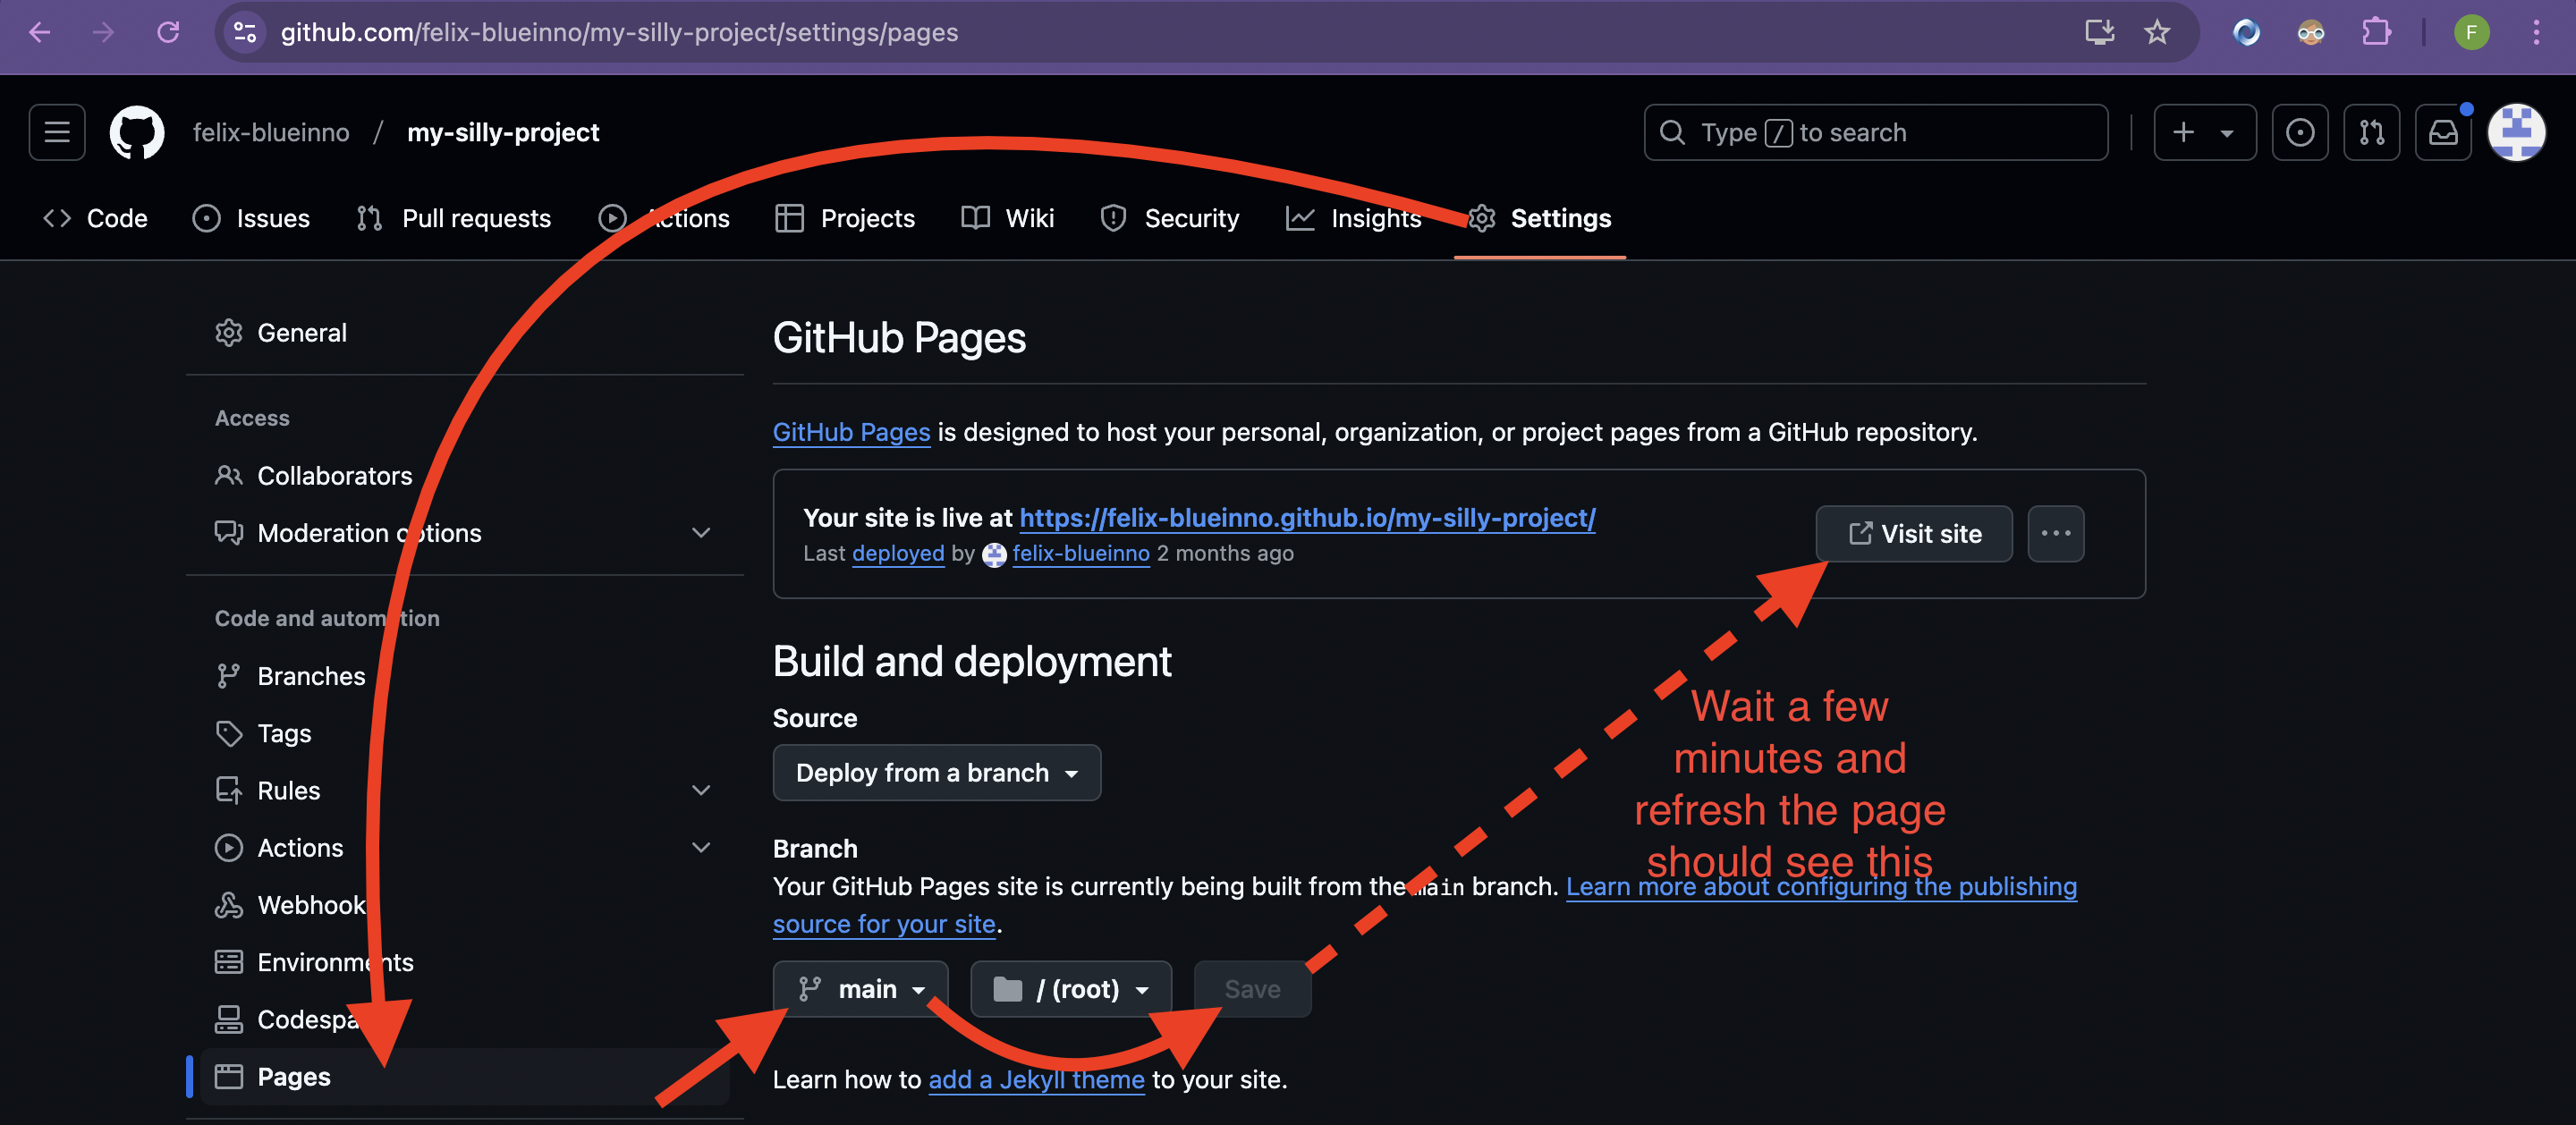 github.com/felix-blueinno/my-silly-project/settings/pages
F
felix-blueinno / my-silly-project
Type / to search
Code Issues Pull requests Actions Projects Wiki Security Insights Settings
General
Access
Collaborators
Moderation options
Code and automation
Branches
Tags
Rules
Actions
Webhook
Environments
Codespa
Pages
GitHub Pages
GitHub Pages is designed to host your personal, organization, or project pages from a GitHub repository.
Your site is live at https://felix-blueinno.github.io/my-silly-project/
Last deployed by felix-blueinno 2 months ago
Visit site
Build and deployment
Source
Deploy from a branch
Wait a few
minutes and
refresh the page
should see this
Branch
Your GitHub Pages site is currently being built from the main branch. Learn more about configuring the publishing
source for your site.
main / (root) Save
Learn how to add a Jekyll theme to your site.